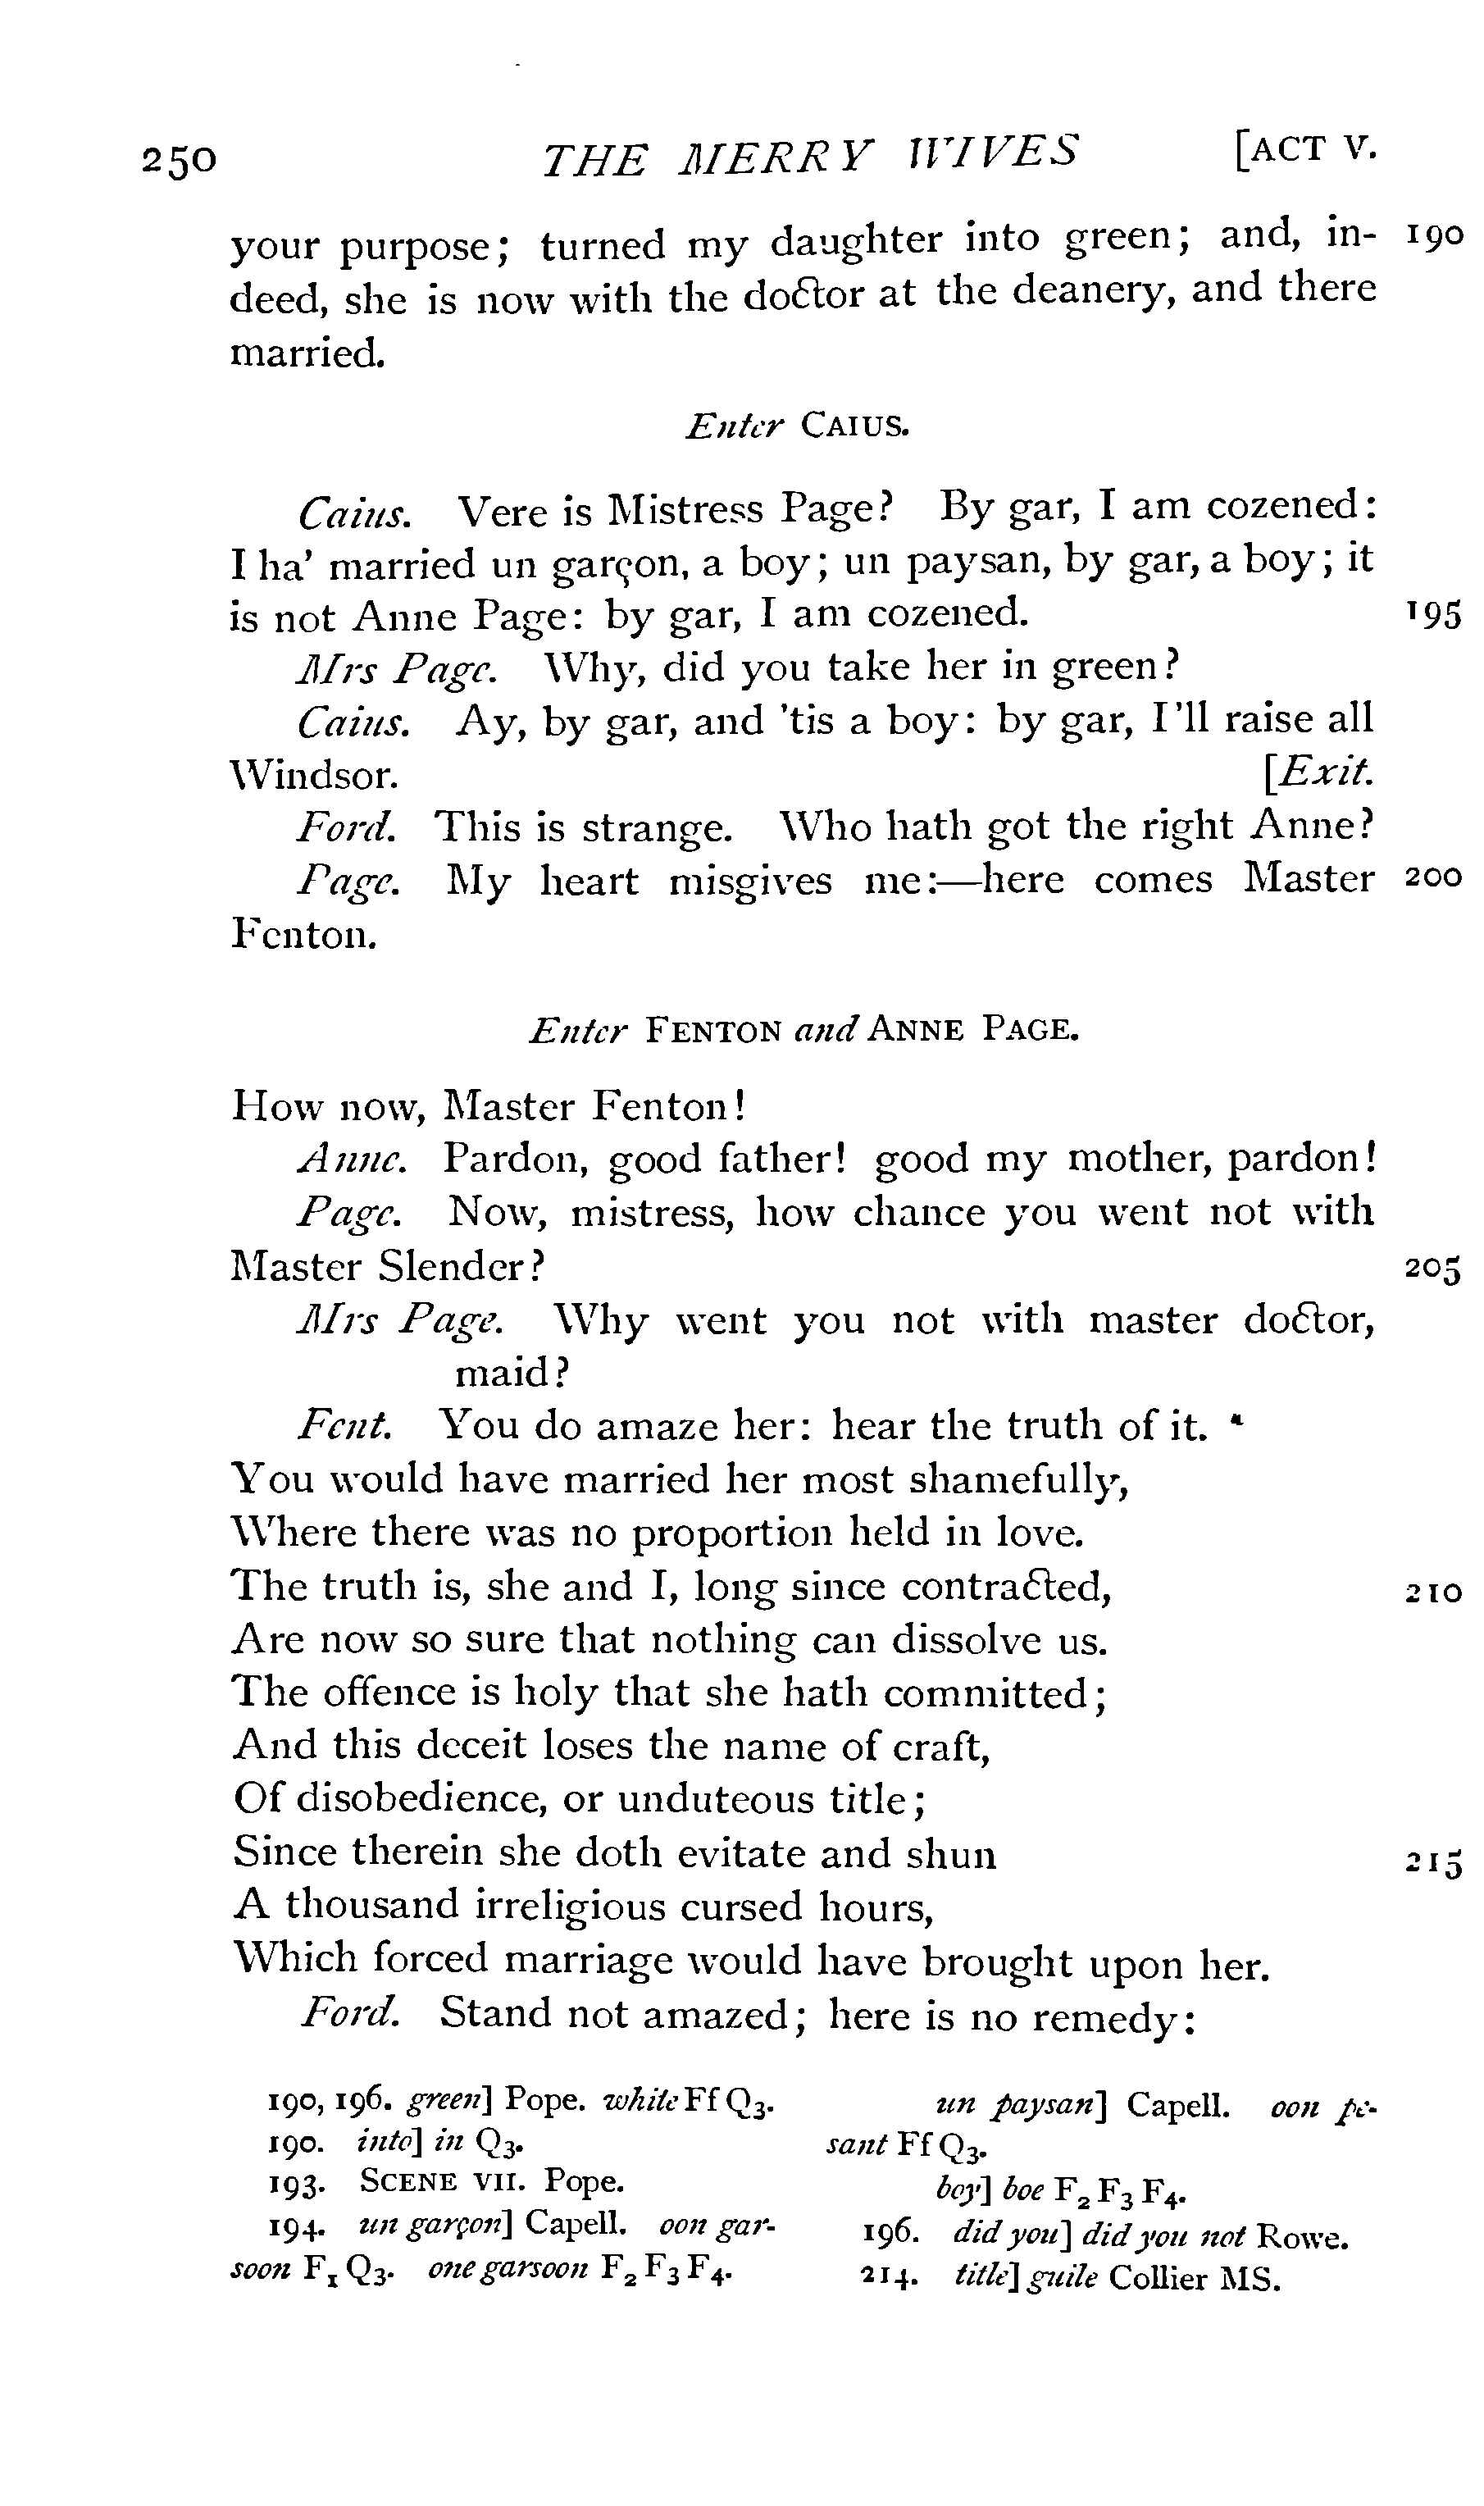 250 THE MERRY WIVES [ACT V.
your purpose; turned my daughter into green; and, in- 190
deed, she is now with the doctor at the deanery, and there
married.
Enter CAIUS.
Caius. Vere is Mistress Page? By gar, I am cozened:
I ha' married un garçon, a boy; un paysan, by gar, a boy; it
is not Anne Page: by gar, I am cozened. 195
Mrs Page. Why, did you take her in green?
Caius. Ay, by gar, and 'tis a boy: by gar, I'll raise all
Windsor. [Exit.
Ford. This is strange. Who hath got the right Anne?
Page. My heart misgives me:—here comes Master 200
Fenton.
Enter FENTON and ANNE PAGE.
How now, Master Fenton!
Anne. Pardon, good father! good my mother, pardon!
Page. Now, mistress, how chance you went not with
Master Slender? 205
Mrs Page. Why went you not with master doctor,
maid?
Fent. You do amaze her: hear the truth of it.
You would have married her most shamefully,
Where there was no proportion held in love.
The truth is, she and I, long since contracted, 210
Are now so sure that nothing can dissolve us.
The offence is holy that she hath committed;
And this deceit loses the name of craft,
Of disobedience, or unduteous title;
Since therein she doth evitate and shun 215
A thousand irreligious cursed hours,
Which forced marriage would have brought upon her.
Ford. Stand not amazed; here is no remedy:
190, 196. green] Pope. white Ff Q3.
190. into] in Q3.
193. SCENE VII. Pope.
194. un garçon] Capell. oon gar-
soon F1 Q3. one garsoon F2 F3 F4.
un paysan] Capell. oon pe-
sant Ff Q3.
boy] boe F2 F3 F4.
196. did you] did you not Rowe.
214. title] guile Collier MS.